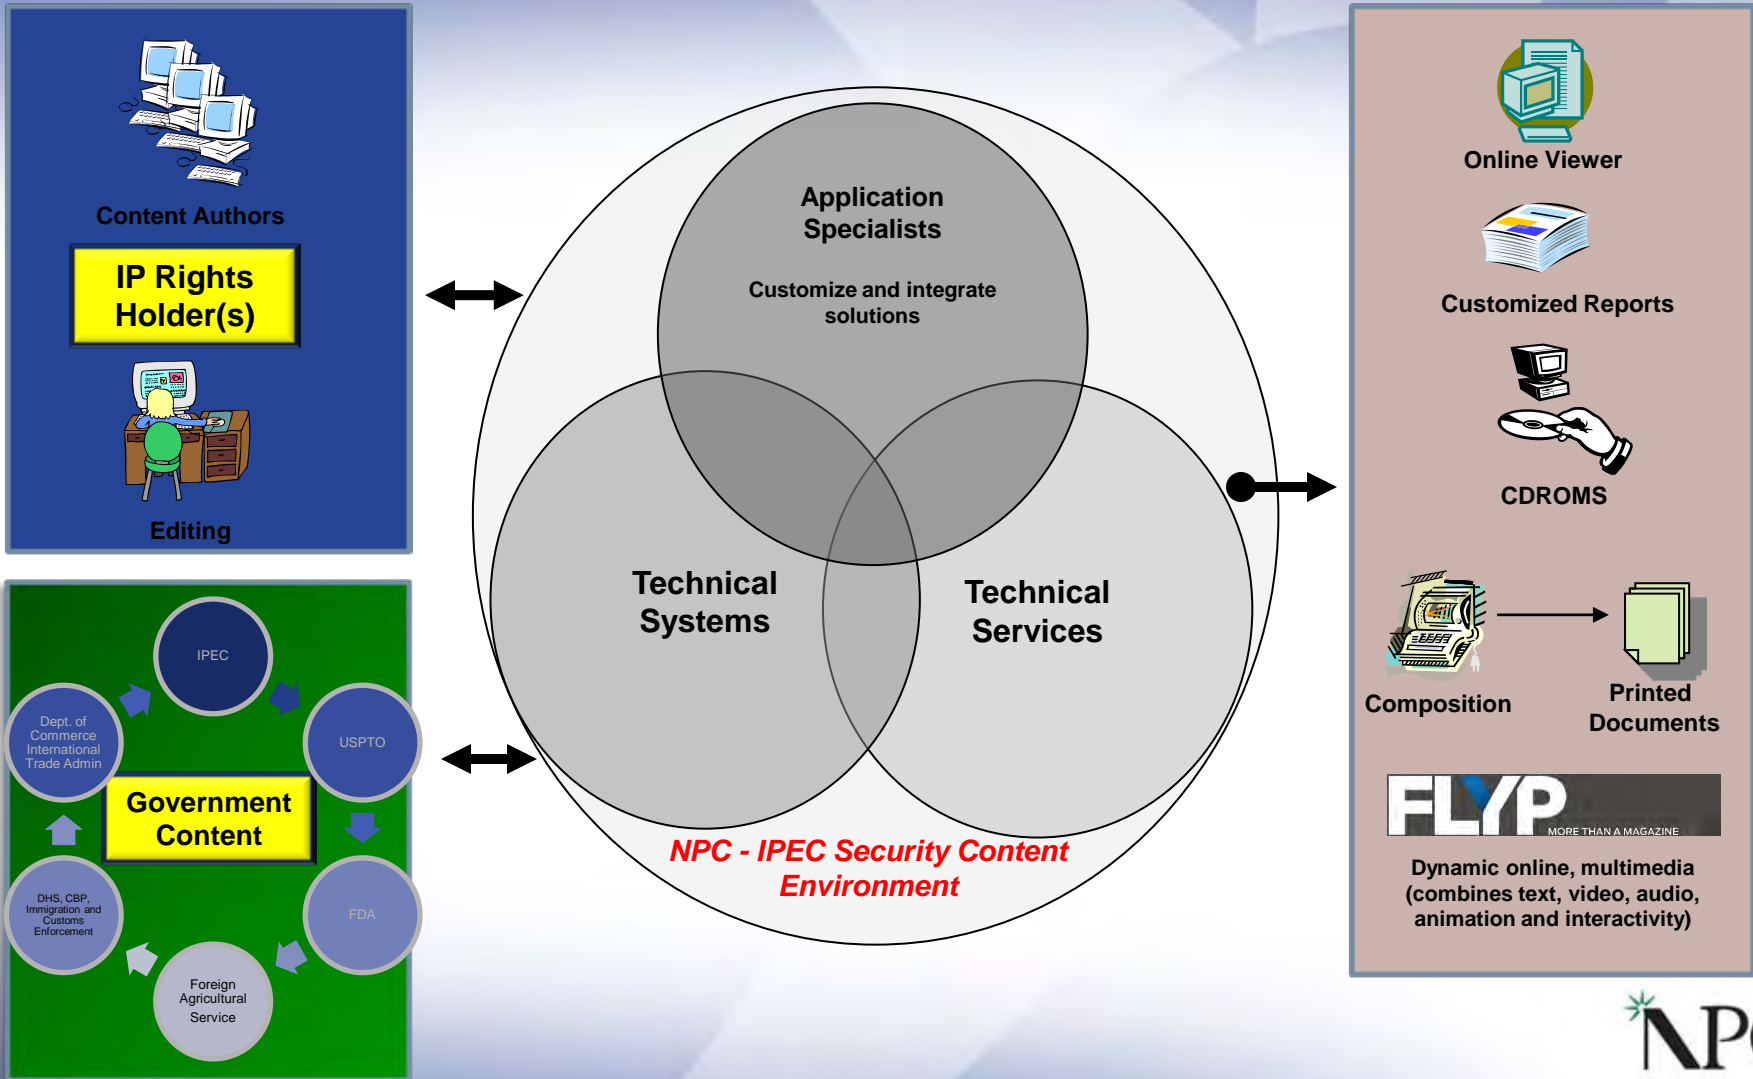 Content Authors
IP Rights
Holder(s)
Editing
IPEC
USPTO
FDA
Foreign
Agricultural
Service
DHS, CBP,
Immigration and
Customs
Enforcement
Dept. of
Commerce
International
Trade Admin
Government
Content
Application
Specialists
Customize and integrate
solutions
Technical
Systems
Technical
Services
NPC - IPEC Security Content
Environment
Online Viewer
Customized Reports
CDROMS
Composition
Printed
Documents
FLYP
MORE THAN A MAGAZINE
Dynamic online, multimedia
(combines text, video, audio,
animation and interactivity)
NPC